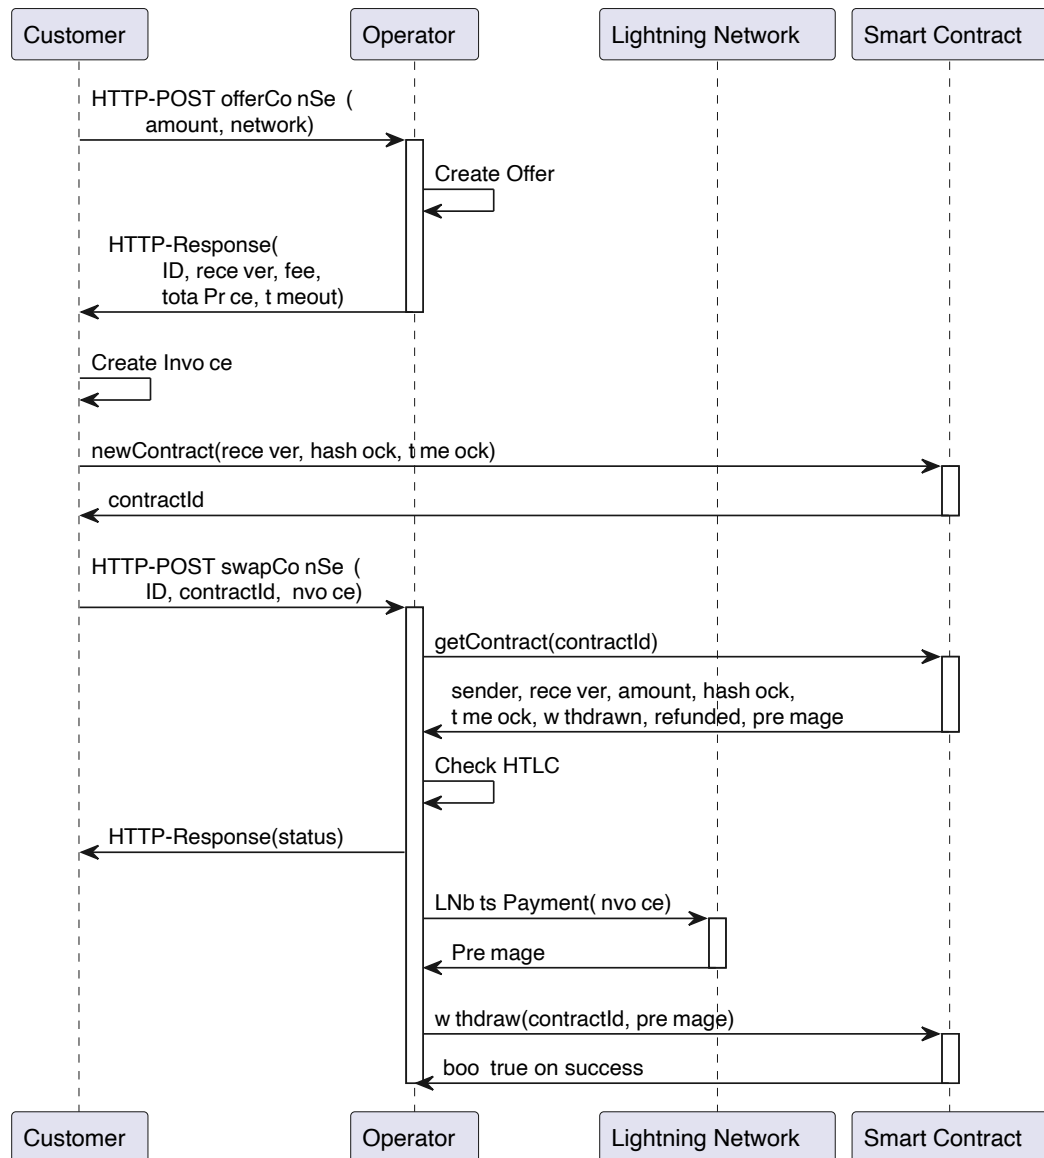 Customer
Operator
Lightning Network
Smart Contract
HTTP-POST offerCo nSe (
amount, network)
Create Offer
HTTP-Response(
ID, rece ver, fee,
tota Pr ce, t meout)
Create Invo ce
newContract(rece ver, hash ock, t me ock)
contractId
HTTP-POST swapCo nSe (
ID, contractId, nvo ce)
getContract(contractId)
sender, rece ver, amount, hash ock,
t me ock, w thdrawn, refunded, pre mage
Check HTLC
HTTP-Response(status)
LNb ts Payment( nvo ce)
Pre mage
w thdraw(contractId, pre mage)
boo true on success
Customer
Operator
Lightning Network
Smart Contract